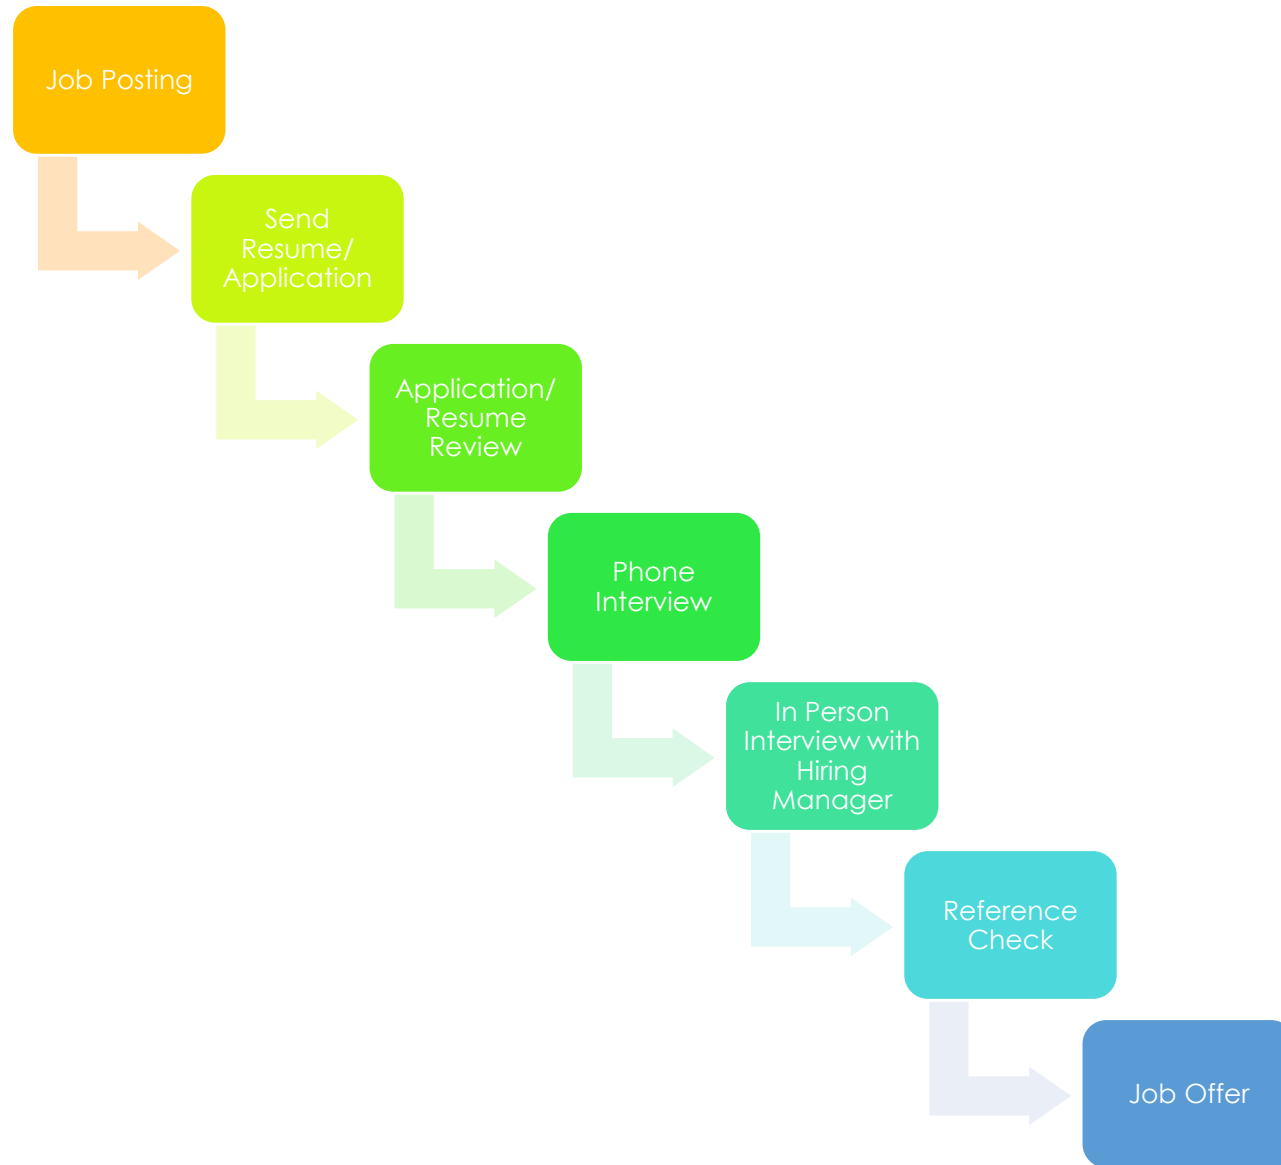 Job Posting
Send
Resume/
Application
Application/
Resume
Review
Phone
Interview
In Person
Interview with
Hiring
Manager
Reference
Check
Job Offer